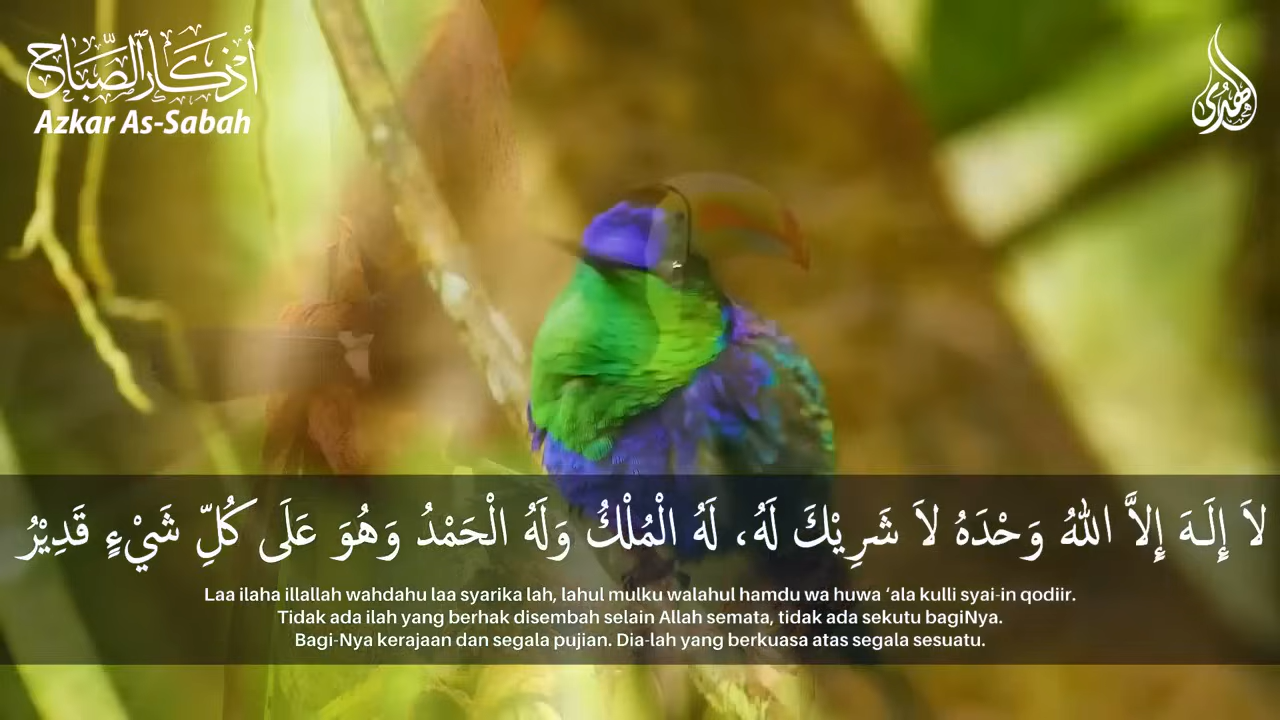 أذكار الصباح
Azkar As-Sabah
الهدى
لاَ إِلَـهَ إِلاَّ اللهُ وَحْدَهُ لاَ شَرِيْكَ لَهُ، لَهُ الْمُلْكُ وَلَهُ الْحَمْدُ وَهُوَ عَلَى كُلِّ شَيْءٍ قَدِيْرُ
Laa ilaha illallah wahdahu laa syarika lah, lahul mulku walahul hamdu wa huwa ‘ala kulli syai-in qodiir.
Tidak ada ilah yang berhak disembah selain Allah semata, tidak ada sekutu bagiNya.
Bagi-Nya kerajaan dan segala pujian. Dia-lah yang berkuasa atas segala sesuatu.